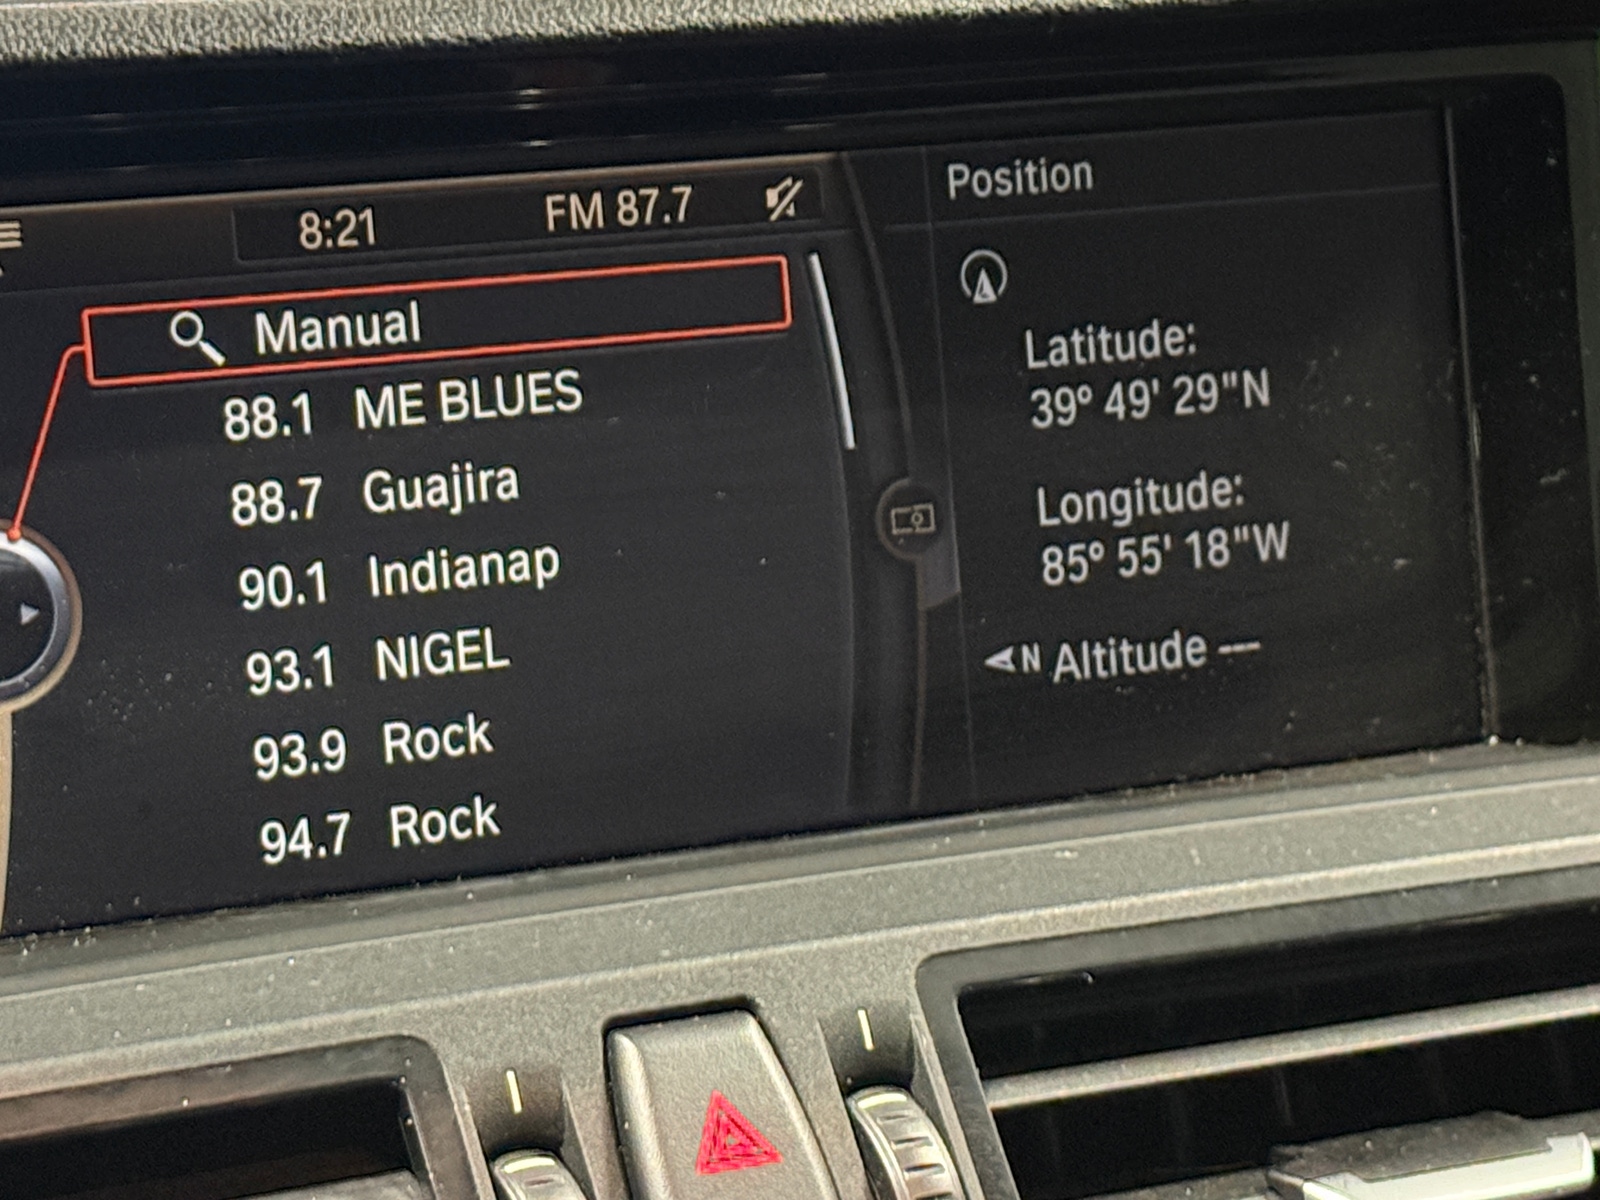 8:21
FM 87.7
Manual
88.1 ME BLUES
88.7 Guajira
90.1 Indianap
93.1 NIGEL
93.9 Rock
94.7 Rock
Position
Latitude:
39° 49' 29"N
Longitude:
85° 55' 18"W
N Altitude ---